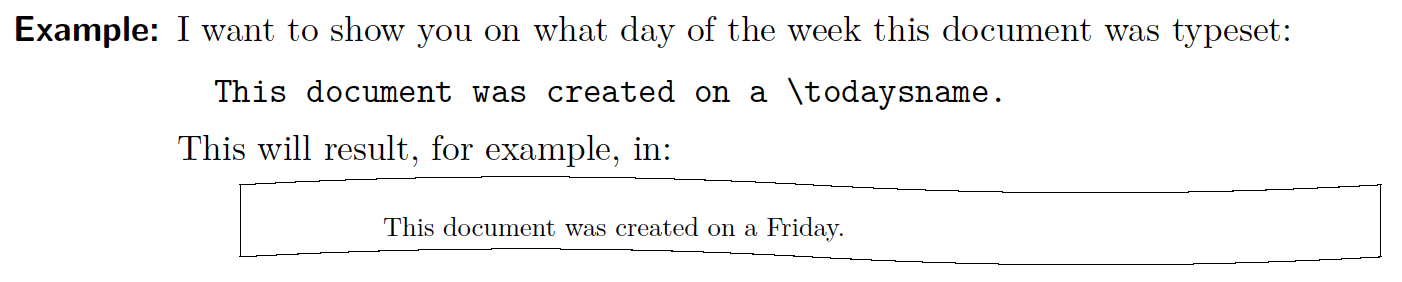 Example: I want to show you on what day of the week this document was typeset:
This document was created on a \todaysname.
This will result, for example, in:
This document was created on a Friday.